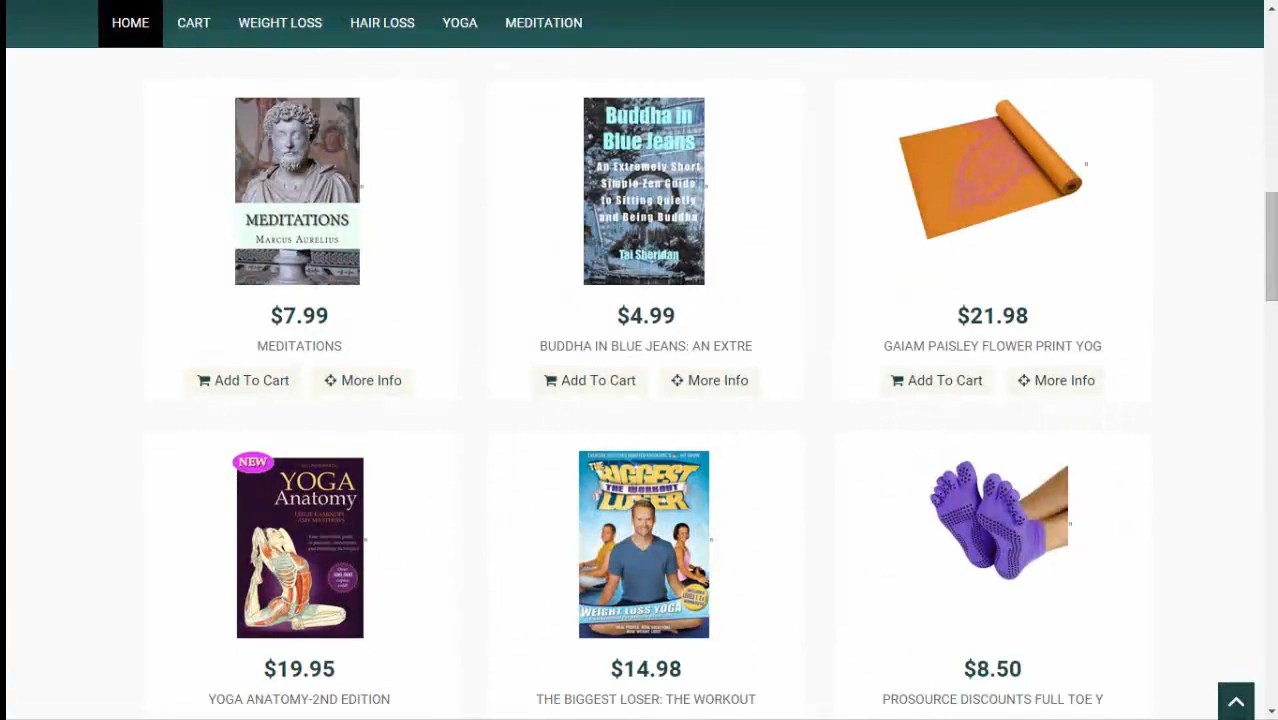 HOME CART WEIGHT LOSS HAIR LOSS YOGA MEDITATION
MEDITATIONS
MARCUS AURELIUS
$7.99
MEDITATIONS
Add To Cart More Info
Buddha in
Blue Jeans
An Extremely Short
Simple Zen Guide
to Sitting Quietly
and Being Buddha
Tai Sheridan
$4.99
BUDDHA IN BLUE JEANS: AN EXTRE
Add To Cart More Info
$21.98
GAIAM PAISLEY FLOWER PRINT YOG
Add To Cart More Info
NEW
YOGA
Anatomy
$19.95
YOGA ANATOMY-2ND EDITION
THE
BIGGEST
THE WORKOUT
LOSER
WEIGHT LOSS YOGA
$14.98
THE BIGGEST LOSER: THE WORKOUT
$8.50
PROSOURCE DISCOUNTS FULL TOE Y